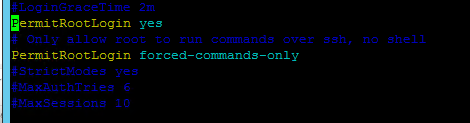 #LoginGraceTime 2m
PermitRootLogin yes
# Only allow root to run commands over ssh, no shell
PermitRootLogin forced-commands-only
#StrictModes yes
#MaxAuthTries 6
#MaxSessions 10